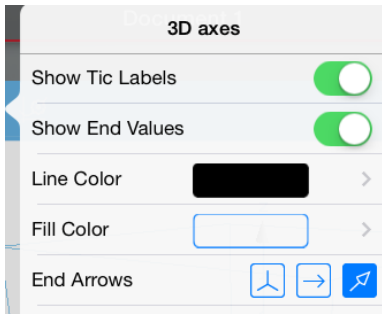 3D axes
Show Tic Labels
Show End Values
Line Color
Fill Color
End Arrows